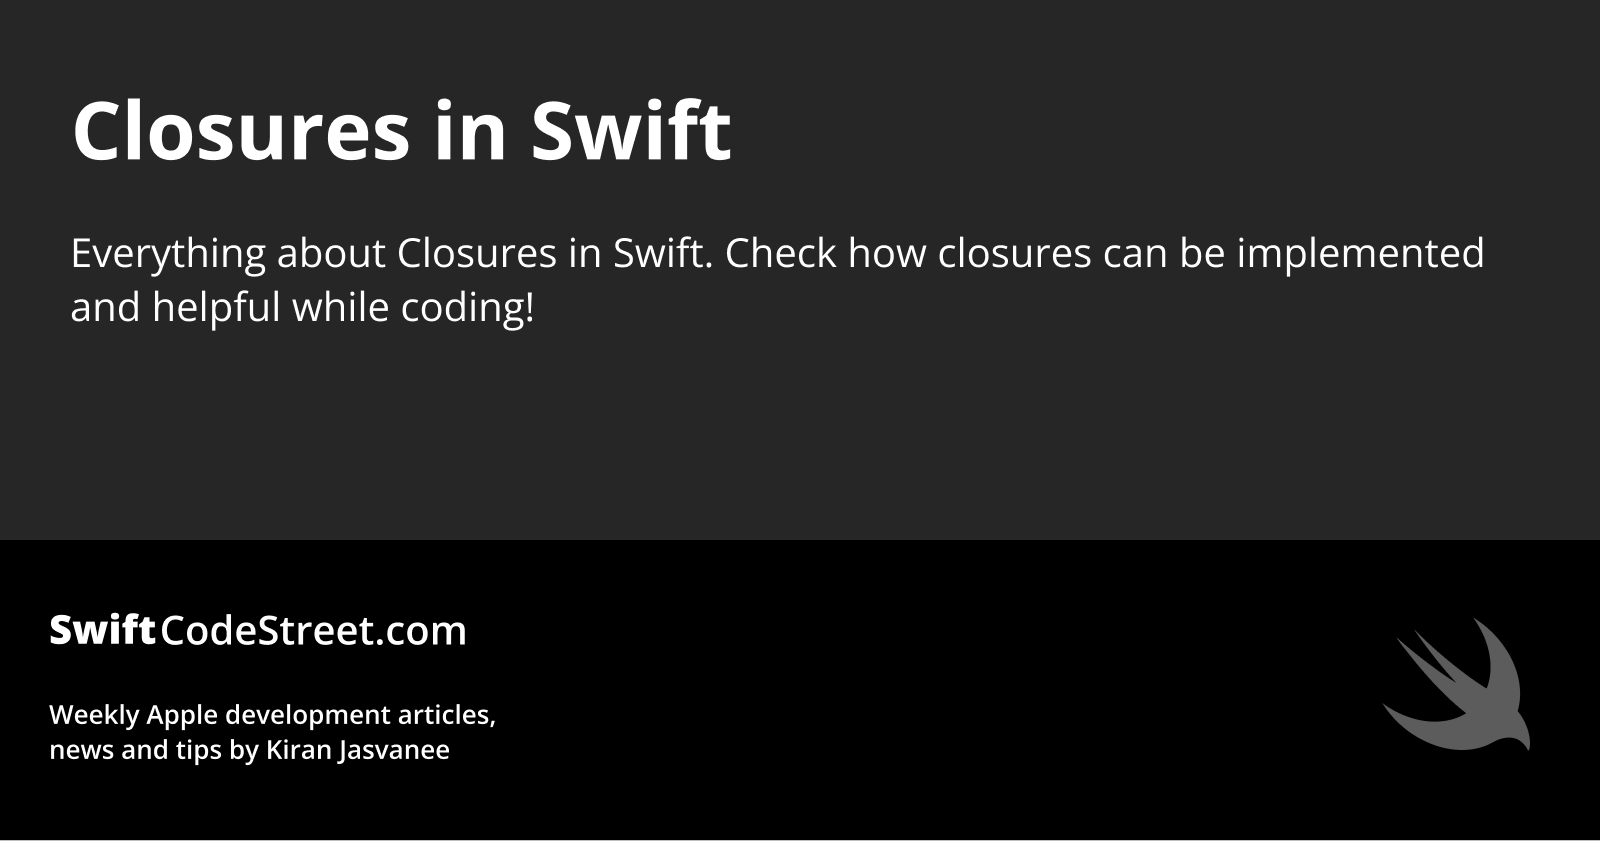 Closures in Swift
Everything about Closures in Swift. Check how closures can be implemented
and helpful while coding!
SwiftCodeStreet.com
Weekly Apple development articles,
news and tips by Kiran Jasvanee